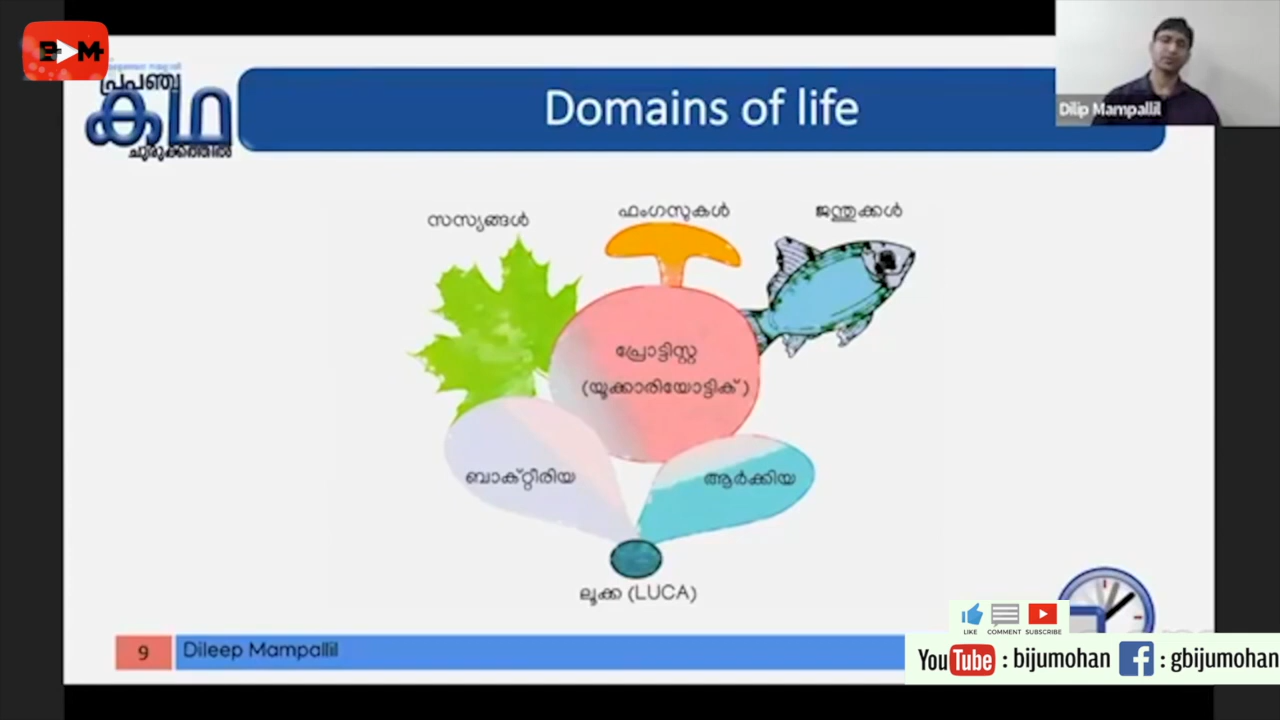 B M
പ്രപഞ്ച
കഥ
ചുരുക്കത്തിൽ
Domains of life
Dilip Mampallil
സസ്യങ്ങൾ
ഫംഗസുകൾ
ജന്തുക്കൾ
പ്രോട്ടിസ്റ്റ
(യൂക്കാരിയോട്ടിക്)
ബാക്റ്റീരിയ
ആർക്കിയ
ലൂക്ക (LUCA)
9
Dileep Mampallil
LIKE COMMENT SUBSCRIBE
YouTube : bijumohan f : gbijumohan